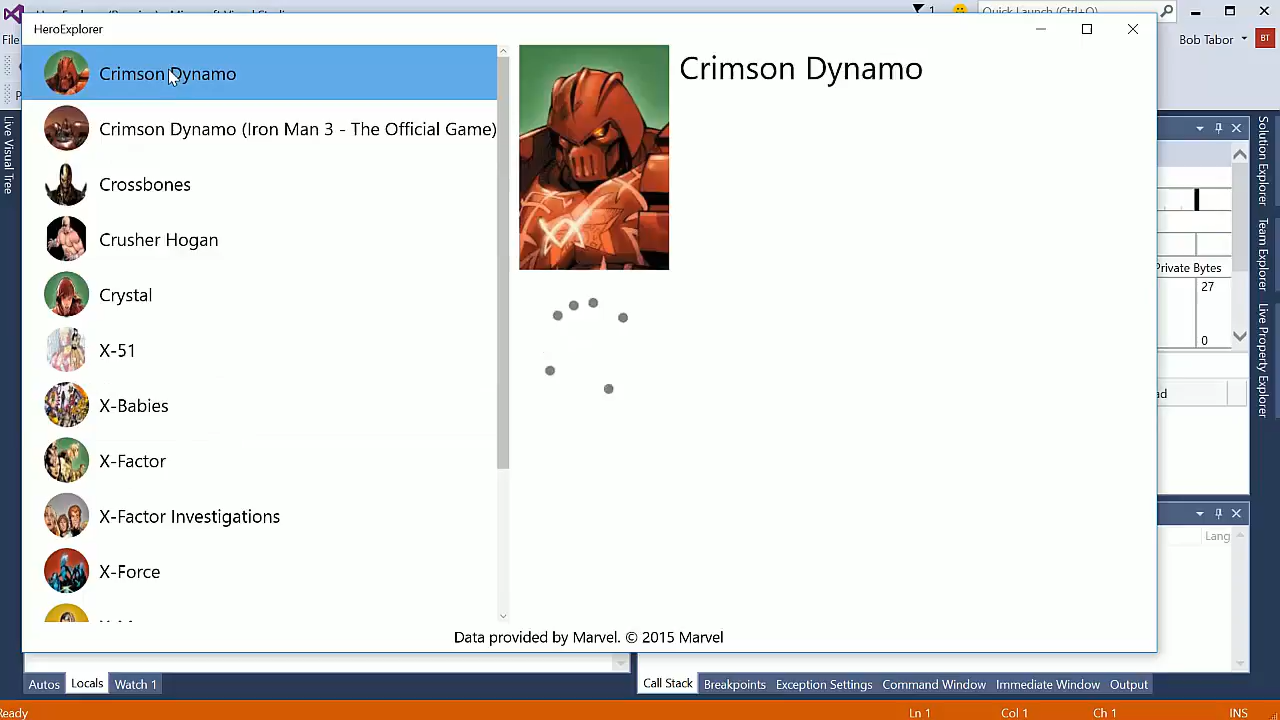 Quick Launch (Ctrl+Q)
HeroExplorer
File
Bob Tabor
BT
Crimson Dynamo
Crimson Dynamo (Iron Man 3 - The Official Game)
Crossbones
Crusher Hogan
Crystal
X-51
X-Babies
X-Factor
X-Factor Investigations
X-Force
Crimson Dynamo
Data provided by Marvel. © 2015 Marvel
Live Visual Tree
Solution Explorer
Team Explorer
Live Property Explorer
Private Bytes
27
0
ad
Lang
Autos
Locals
Watch 1
Call Stack
Breakpoints
Exception Settings
Command Window
Immediate Window
Output
Ready
Ln 1
Col 1
Ch 1
INS